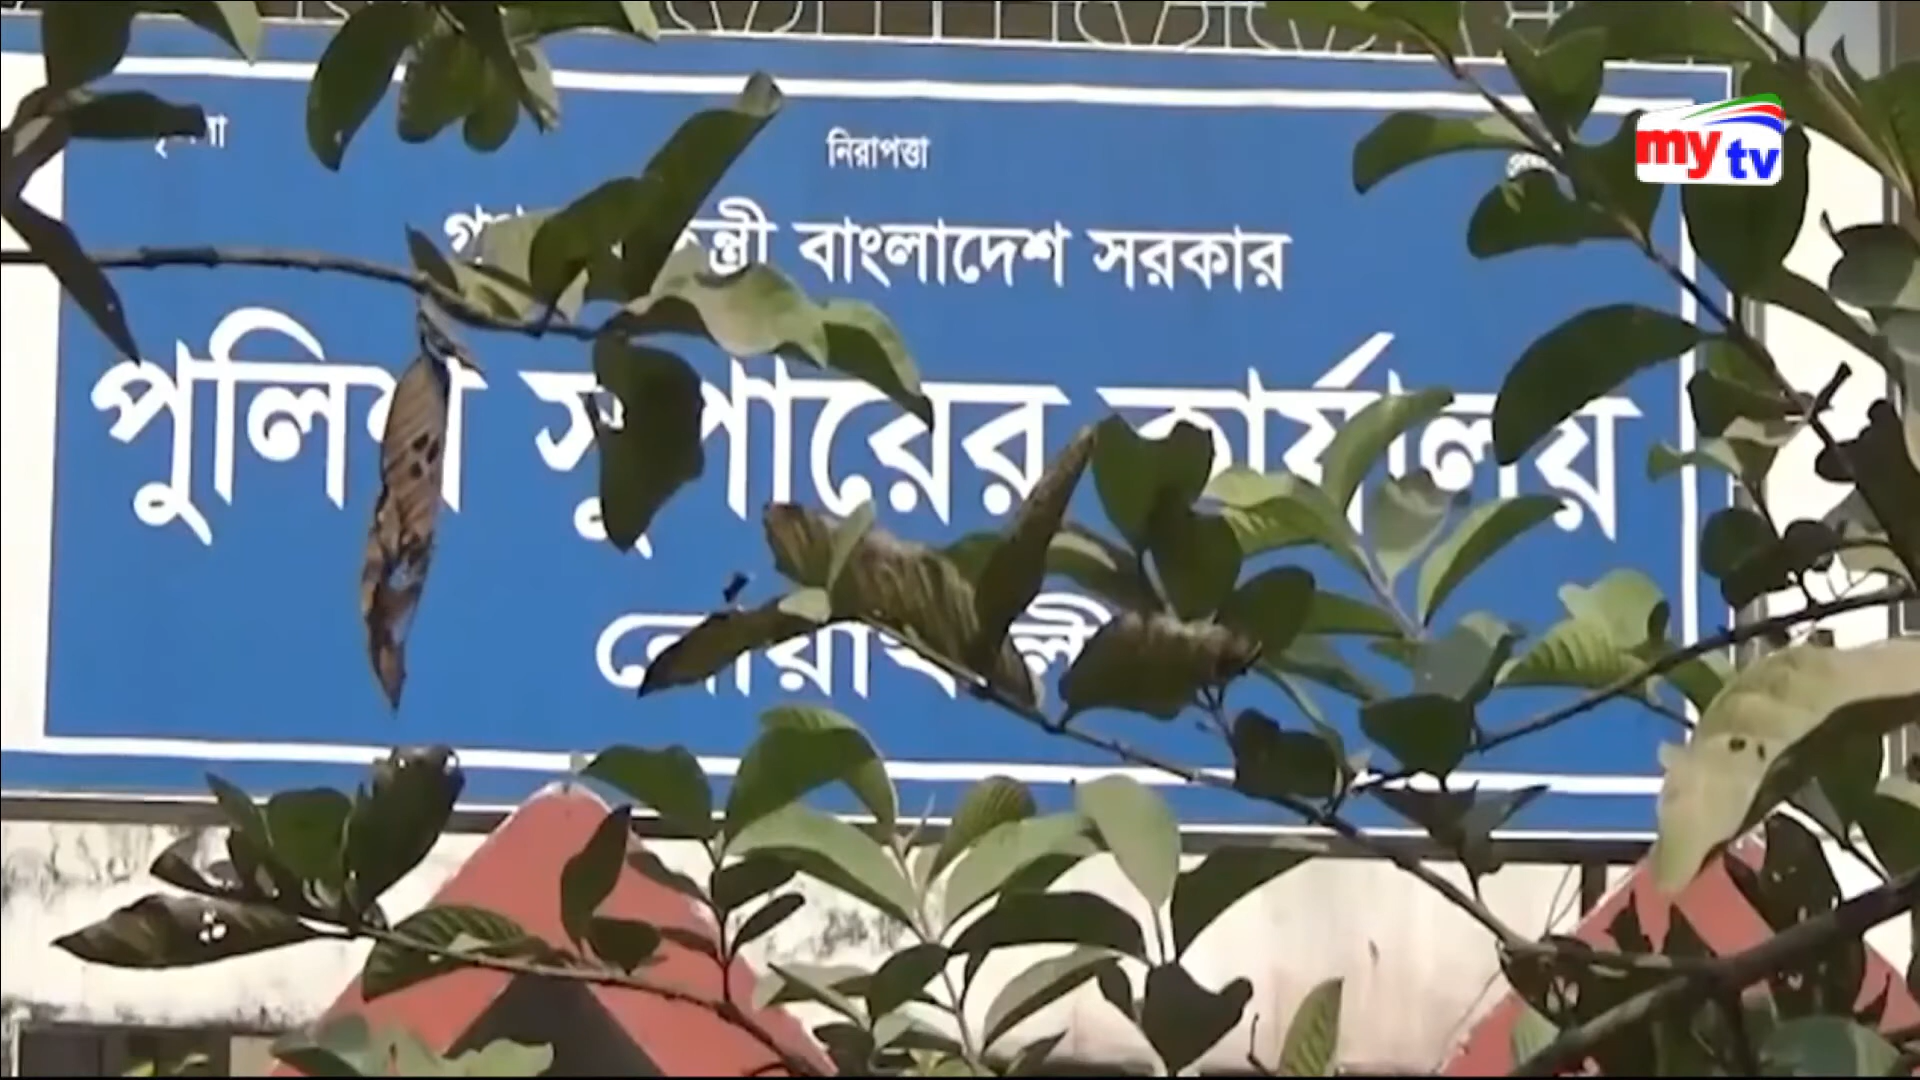 নিরাপত্তা
my tv
বাংলাদেশ সরকার
পুলিশ সুপারের কার্যালয়